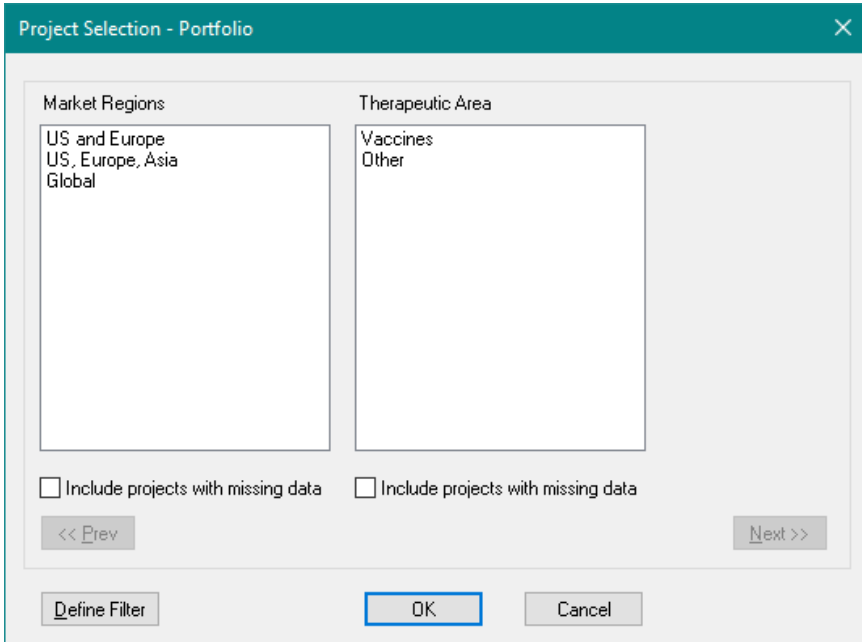 Project Selection - Portfolio
Market Regions
Therapeutic Area
US and Europe
US, Europe, Asia
Global
Vaccines
Other
Include projects with missing data
Include projects with missing data
<< Prev
Next >>
Define Filter
OK
Cancel